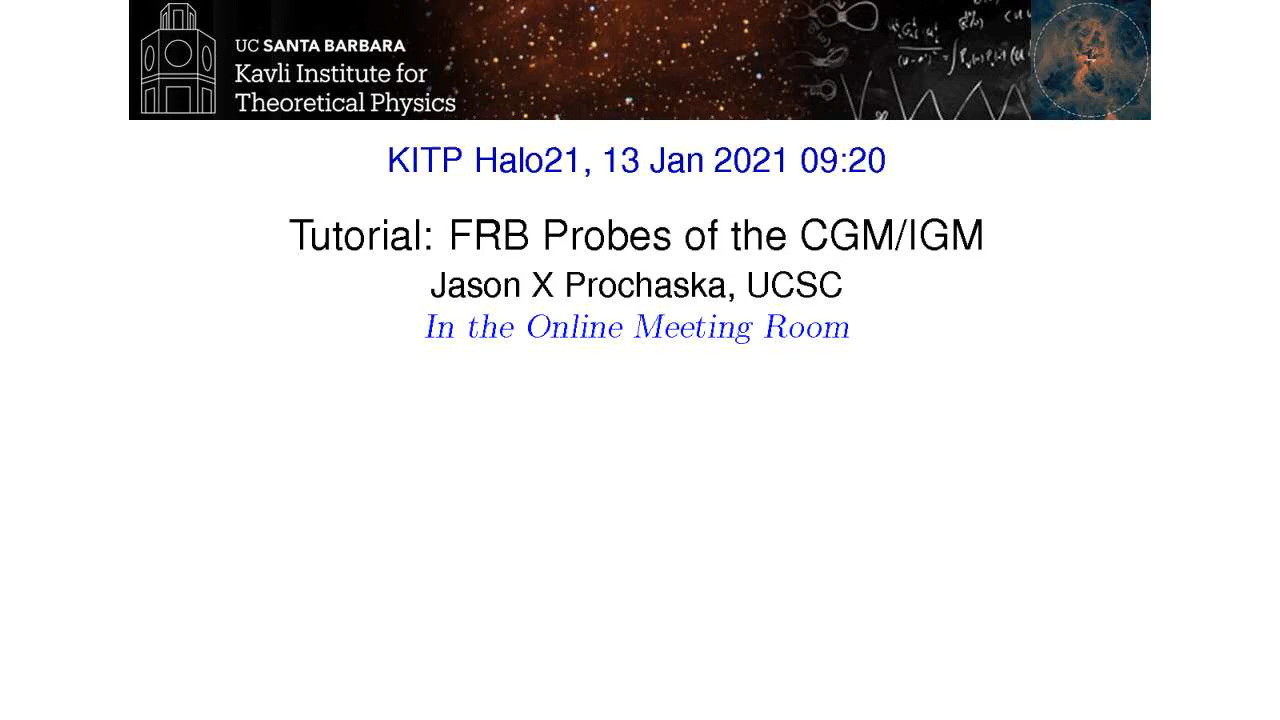 UC SANTA BARBARA
Kavli Institute for
Theoretical Physics
KITP Halo21, 13 Jan 2021 09:20
Tutorial: FRB Probes of the CGM/IGM
Jason X Prochaska, UCSC
In the Online Meeting Room